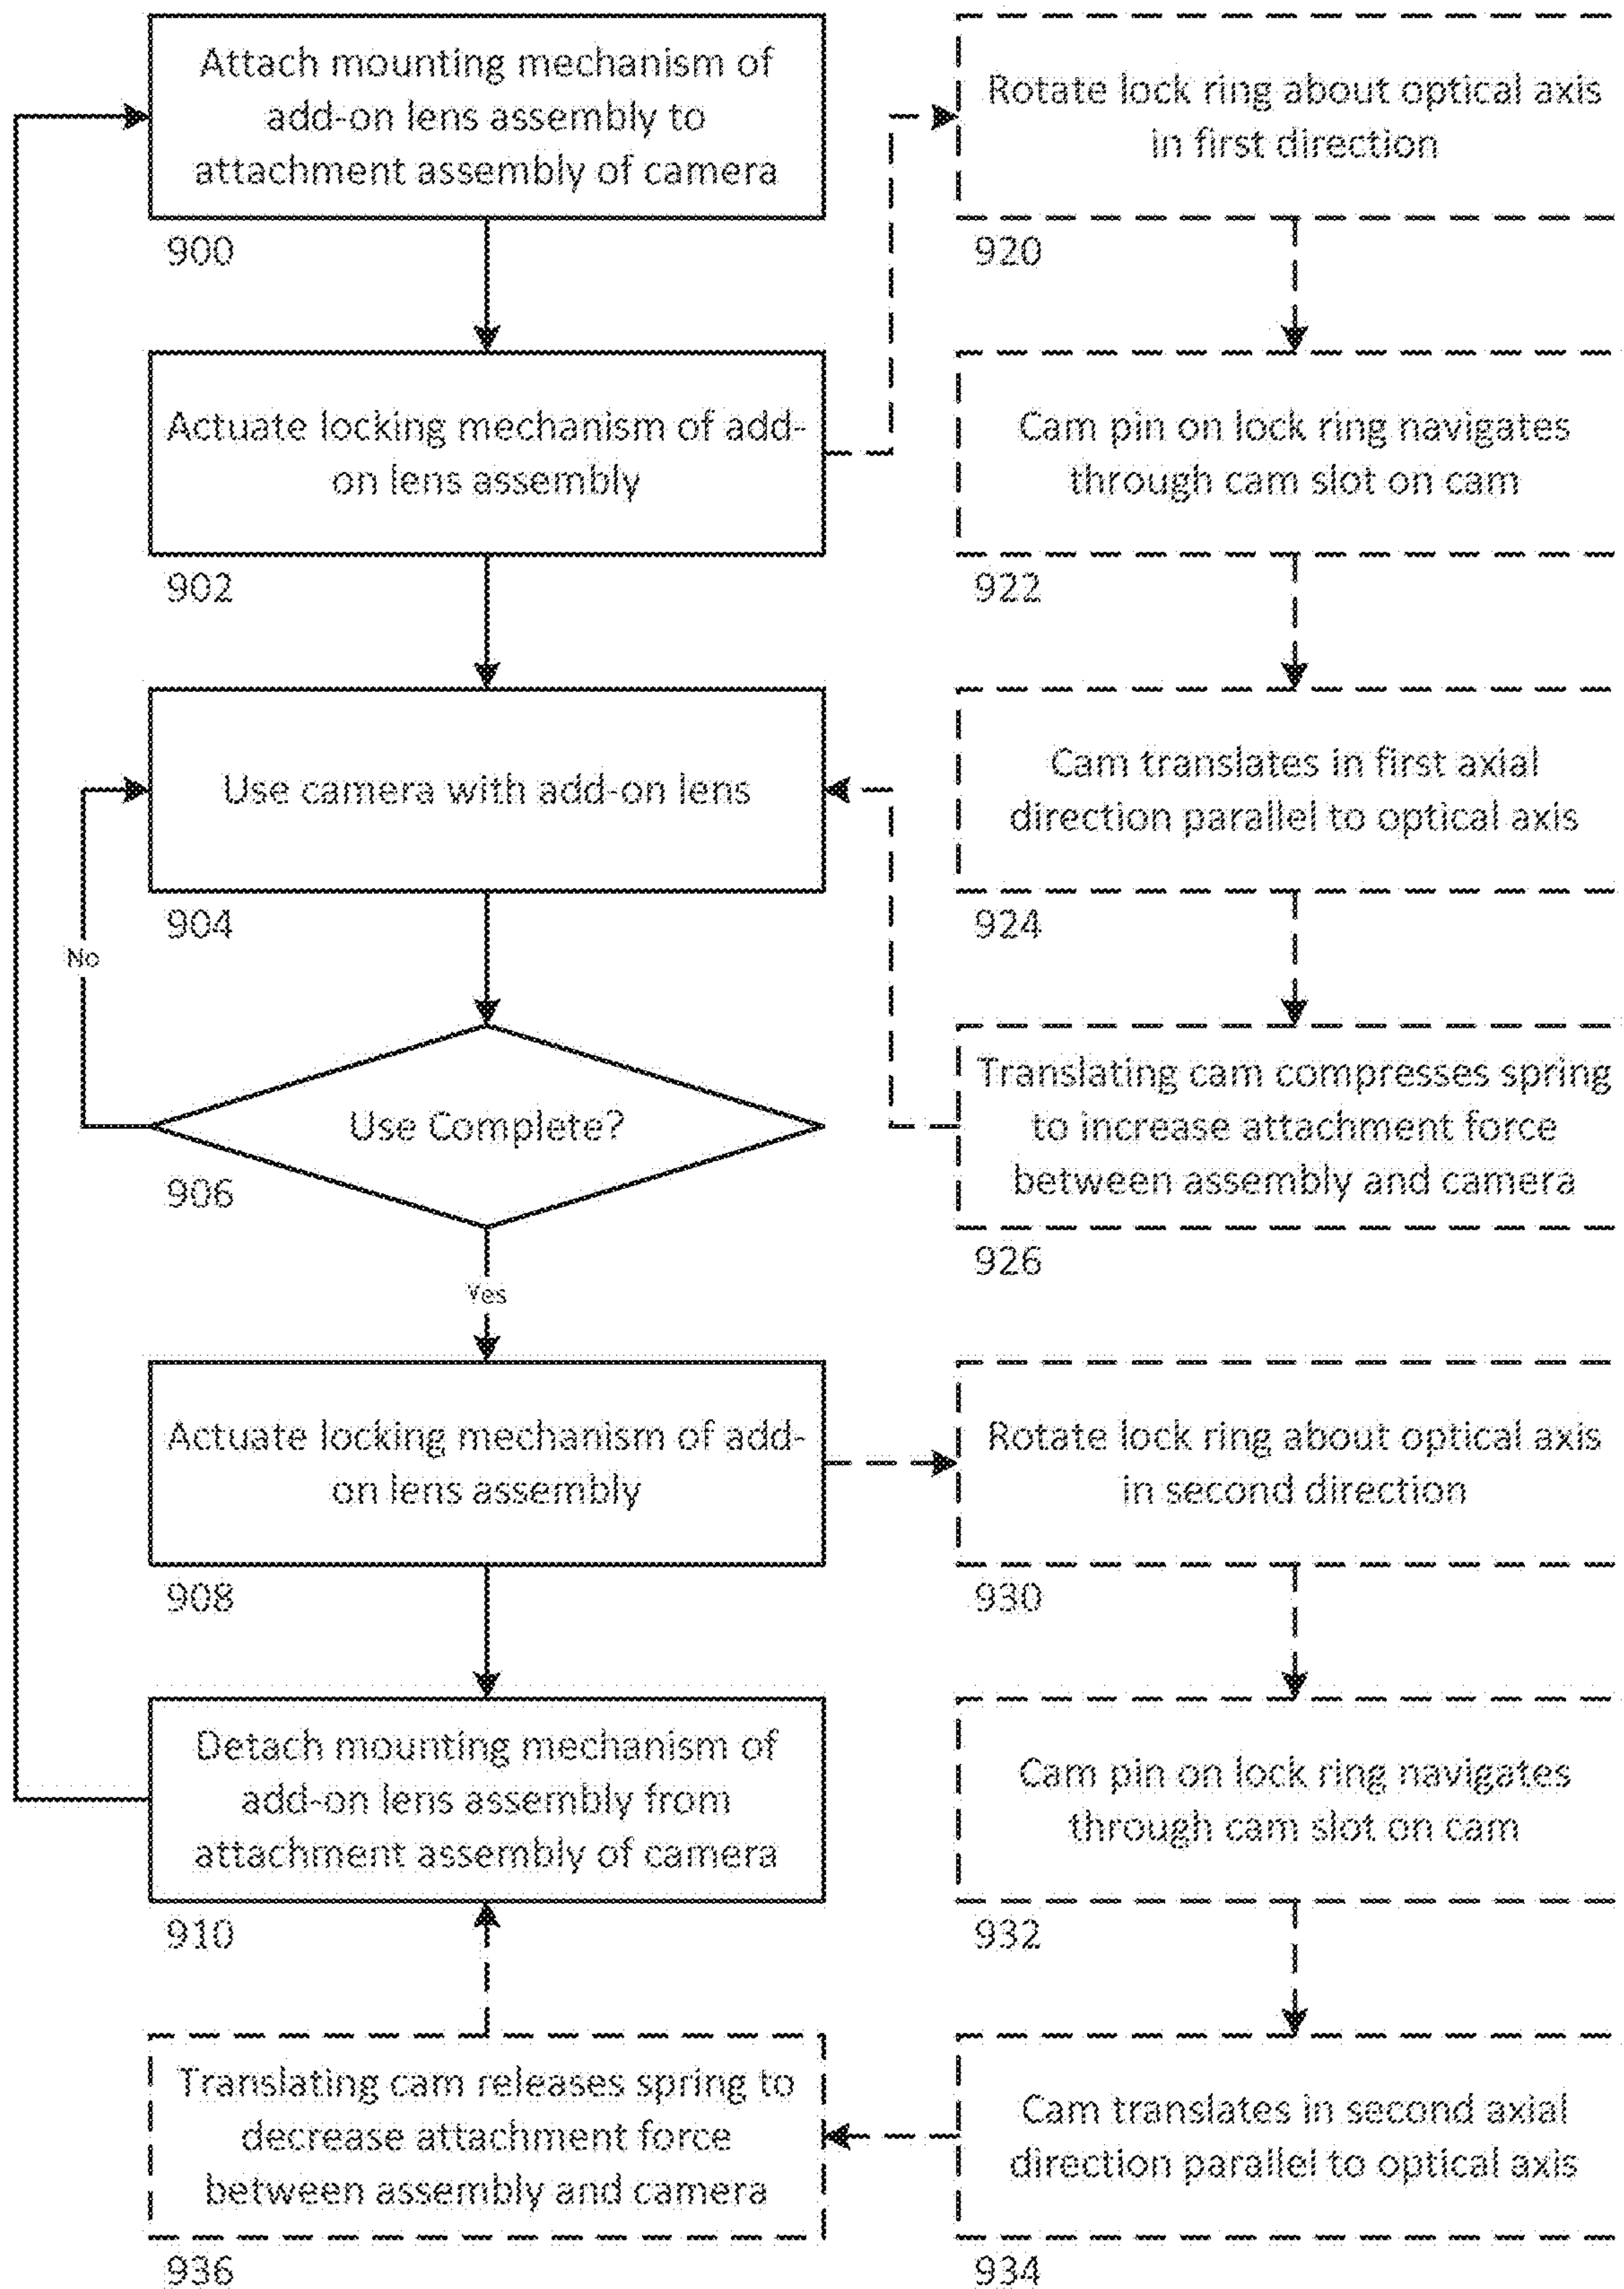 Attach mounting mechanism of
add-on lens assembly to
attachment assembly of camera
900
Rotate lock ring about optical axis
in first direction
920
Actuate locking mechanism of add-
on lens assembly
902
Cam pin on lock ring navigates
through cam slot on cam
922
Use camera with add-on lens
904
Cam translates in first axial
direction parallel to optical axis
924
No
Use Complete?
906
Translating cam compresses spring
to increase attachment force
between assembly and camera
926
Yes
Actuate locking mechanism of add-
on lens assembly
908
Rotate lock ring about optical axis
in second direction
930
Detach mounting mechanism of
add-on lens assembly from
attachment assembly of camera
910
Cam pin on lock ring navigates
through cam slot on cam
932
Translating cam releases spring to
decrease attachment force
between assembly and camera
936
Cam translates in second axial
direction parallel to optical axis
934